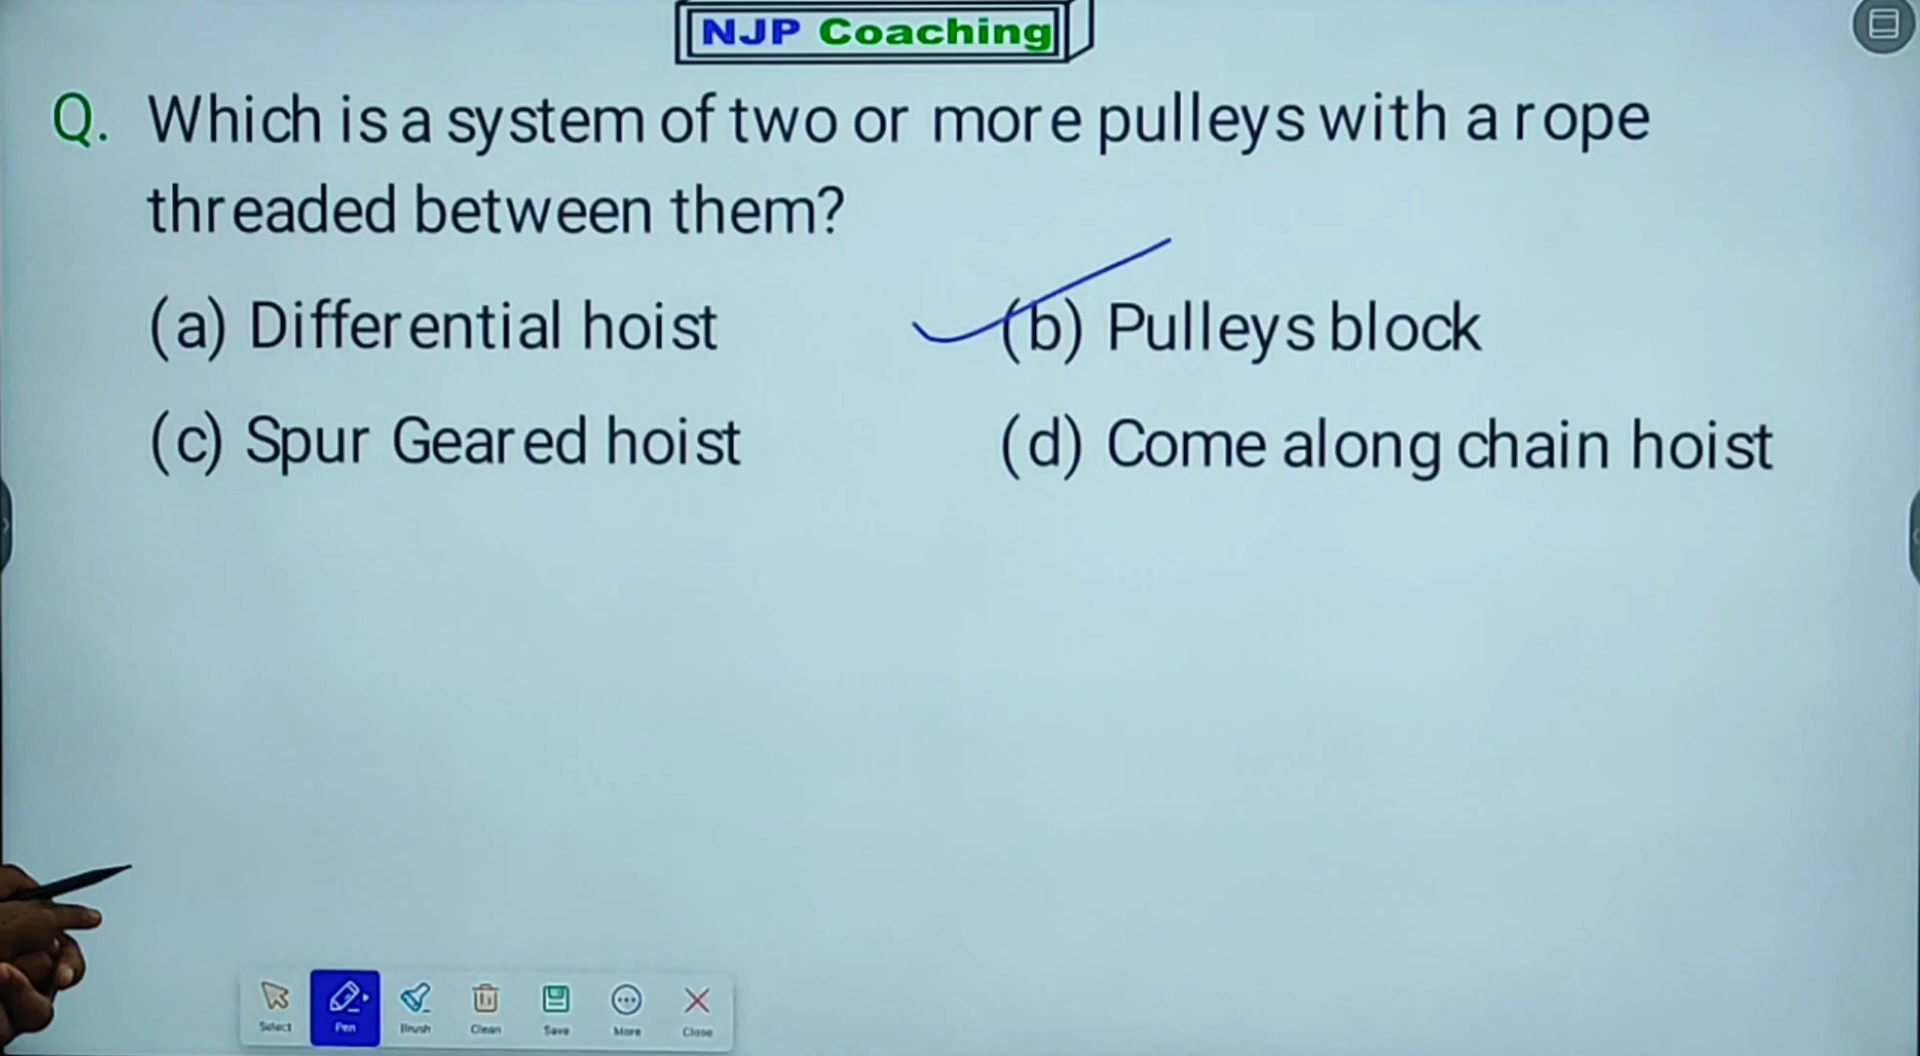 NJP Coaching
Q. Which is a system of two or more pulleys with a rope
threaded between them?
(a) Differential hoist
(b) Pulleys block
(c) Spur Geared hoist
(d) Come along chain hoist
Select Pen Brush Clean Save More Close